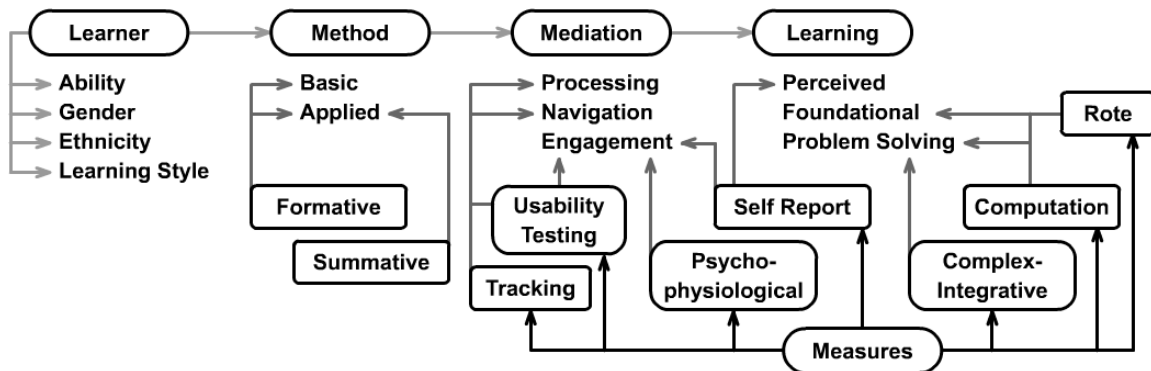 Learner
Method
Mediation
Learning
Ability
Gender
Ethnicity
Learning Style
Basic
Applied
Processing
Navigation
Engagement
Perceived
Foundational
Problem Solving
Rote
Formative
Summative
Usability
Testing
Tracking
Self Report
Psycho-
physiological
Computation
Complex-
Integrative
Measures